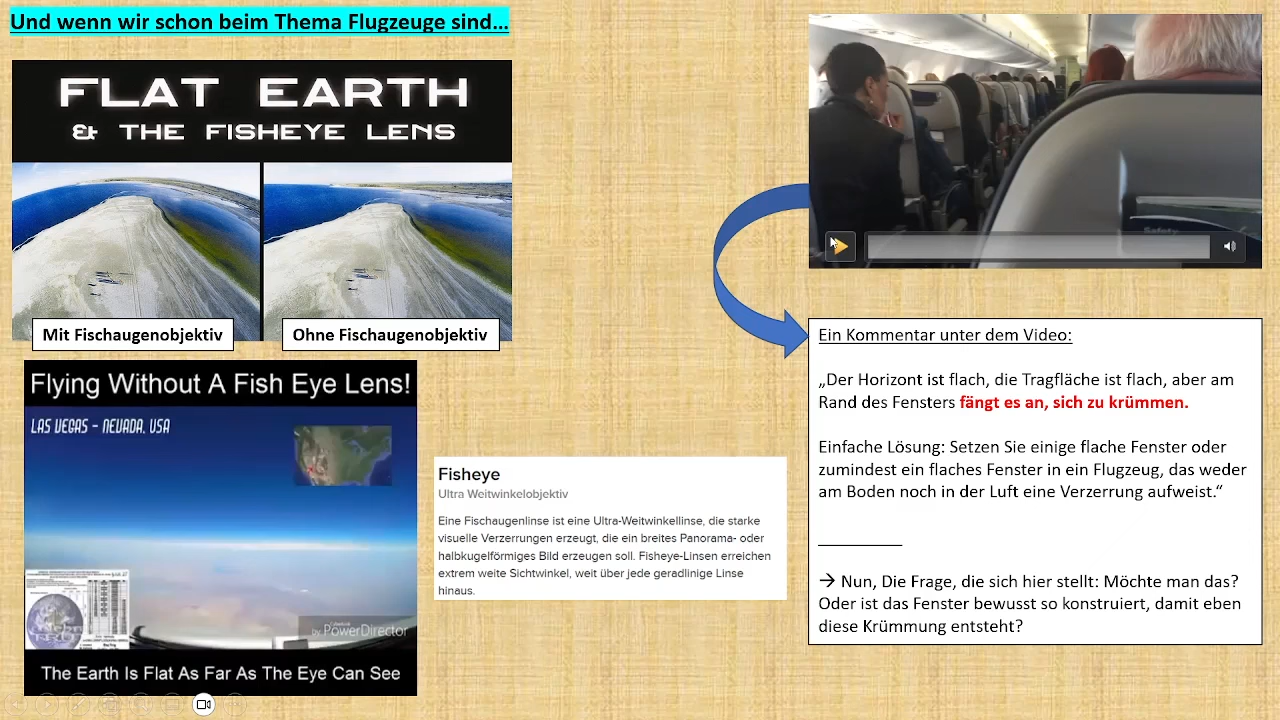 Und wenn wir schon beim Thema Flugzeuge sind...
FLAT EARTH
& THE FISHEYE LENS
Mit Fischaugenobjektiv
Ohne Fischaugenobjektiv
Flying Without A Fish Eye Lens!
LAS VEGAS - NEVADA, USA
by PowerDirector
The Earth Is Flat As Far As The Eye Can See
Fisheye
Ultra Weitwinkelobjektiv
Eine Fischaugenlinse ist eine Ultra-Weitwinkellinse, die starke
visuelle Verzerrungen erzeugt, die ein breites Panorama- oder
halbkugelförmiges Bild erzeugen soll. Fisheye-Linsen erreichen
extrem weite Sichtwinkel, weit über jede geradlinige Linse
hinaus.
Safety
Ein Kommentar unter dem Video:
„Der Horizont ist flach, die Tragfläche ist flach, aber am
Rand des Fensters fängt es an, sich zu krümmen.
Einfache Lösung: Setzen Sie einige flache Fenster oder
zumindest ein flaches Fenster in ein Flugzeug, das weder
am Boden noch in der Luft eine Verzerrung aufweist.“
→ Nun, Die Frage, die sich hier stellt: Möchte man das?
Oder ist das Fenster bewusst so konstruiert, damit eben
diese Krümmung entsteht?